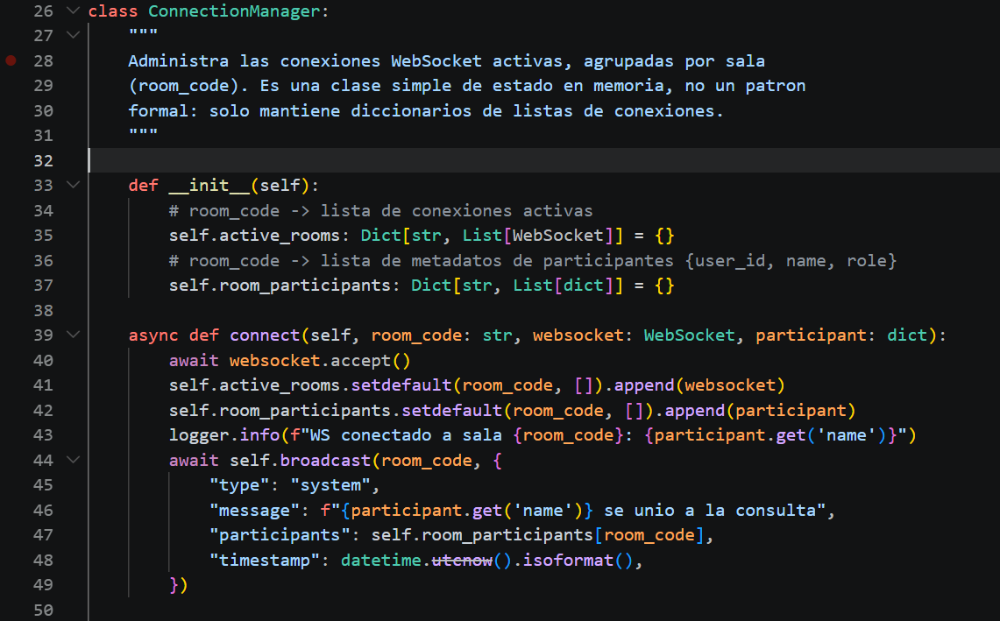 26 class ConnectionManager:
27     """
28     Administra las conexiones WebSocket activas, agrupadas por sala
29     (room_code). Es una clase simple de estado en memoria, no un patron
30     formal: solo mantiene diccionarios de listas de conexiones.
31     """
32
33     def __init__(self):
34         # room_code -> lista de conexiones activas
35         self.active_rooms: Dict[str, List[WebSocket]] = {}
36         # room_code -> lista de metadatos de participantes {user_id, name, role}
37         self.room_participants: Dict[str, List[dict]] = {}
38
39     async def connect(self, room_code: str, websocket: WebSocket, participant: dict):
40         await websocket.accept()
41         self.active_rooms.setdefault(room_code, []).append(websocket)
42         self.room_participants.setdefault(room_code, []).append(participant)
43         logger.info(f"WS conectado a sala {room_code}: {participant.get('name')}")
44         await self.broadcast(room_code, {
45             "type": "system",
46             "message": f"{participant.get('name')} se unio a la consulta",
47             "participants": self.room_participants[room_code],
48             "timestamp": datetime.utcnow().isoformat(),
49         })
50